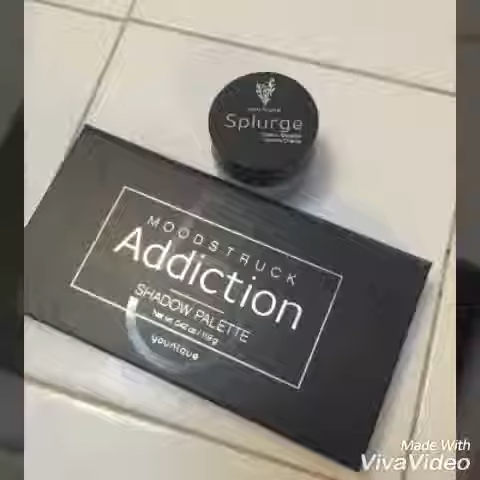 Splurge
MOODSTRUCK
Addiction
SHADOW PALETTE
younique
Made With
VivaVideo